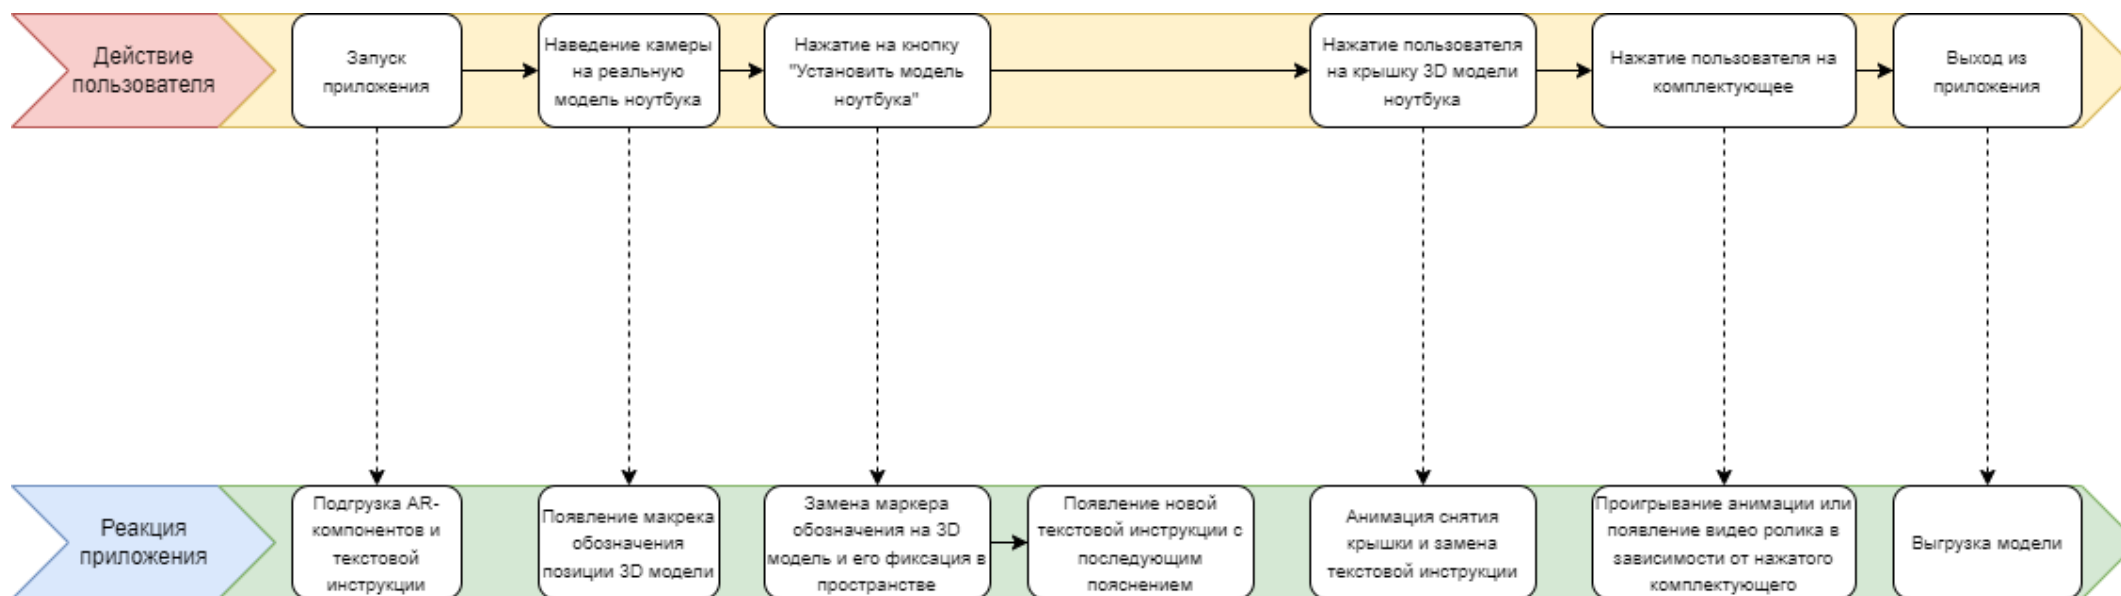 Действие
пользователя
Запуск
приложения
Наведение камеры
на реальную
модель ноутбука
Нажатие на кнопку
"Установить модель
ноутбука"
Нажатие пользователя
на крышку 3D модели
ноутбука
Нажатие пользователя на
комплектующее
Выход из
приложения
Реакция
приложения
Подгрузка AR-
компонентов и
текстовой
инструкции
Появление макрека
обозначения
позиции 3D модели
Замена маркера
обозначения на 3D
модель и его фиксация в
пространстве
Появление новой
текстовой инструкции с
последующим
пояснением
Анимация снятия
крышки и замена
текстовой инструкции
Проигрывание анимации или
появление видео ролика в
зависимости от нажатого
комплектующего
Выгрузка модели